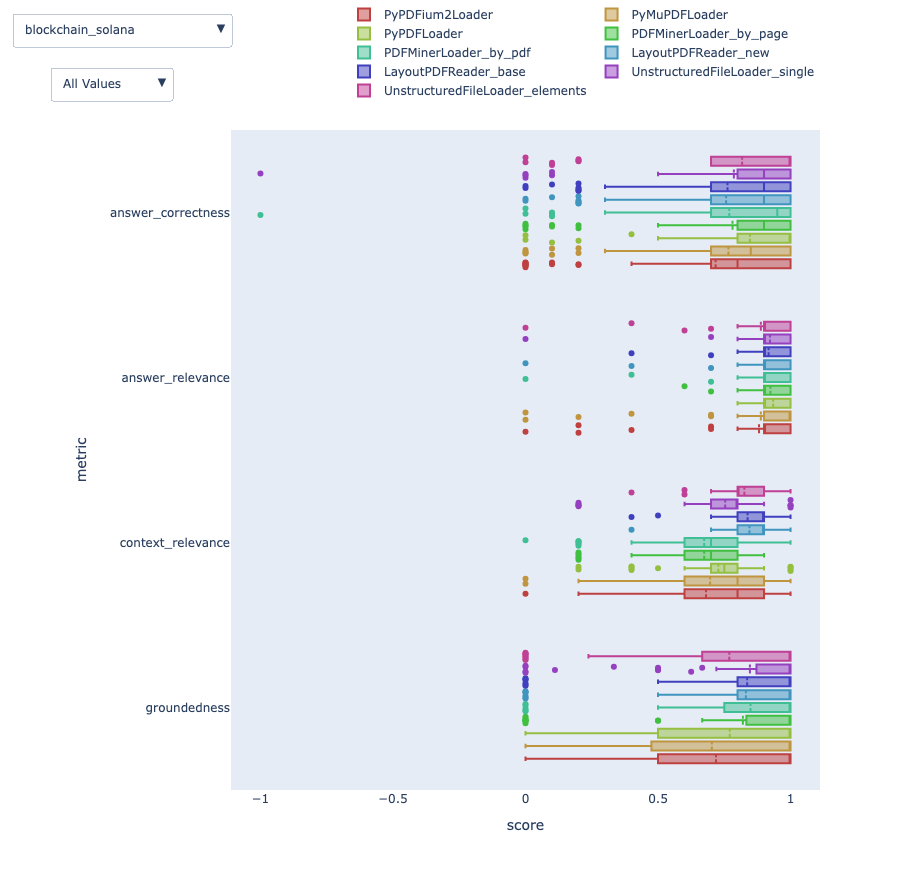 blockchain_solana ▼
All Values ▼
PyPDFium2Loader
PyMuPDFLoader
PyPDFLoader
PDFMinerLoader_by_page
PDFMinerLoader_by_pdf
LayoutPDFReader_new
LayoutPDFReader_base
UnstructuredFileLoader_single
UnstructuredFileLoader_elements
answer_correctness
answer_relevance
metric
context_relevance
groundedness
−1
−0.5
0
0.5
1
score